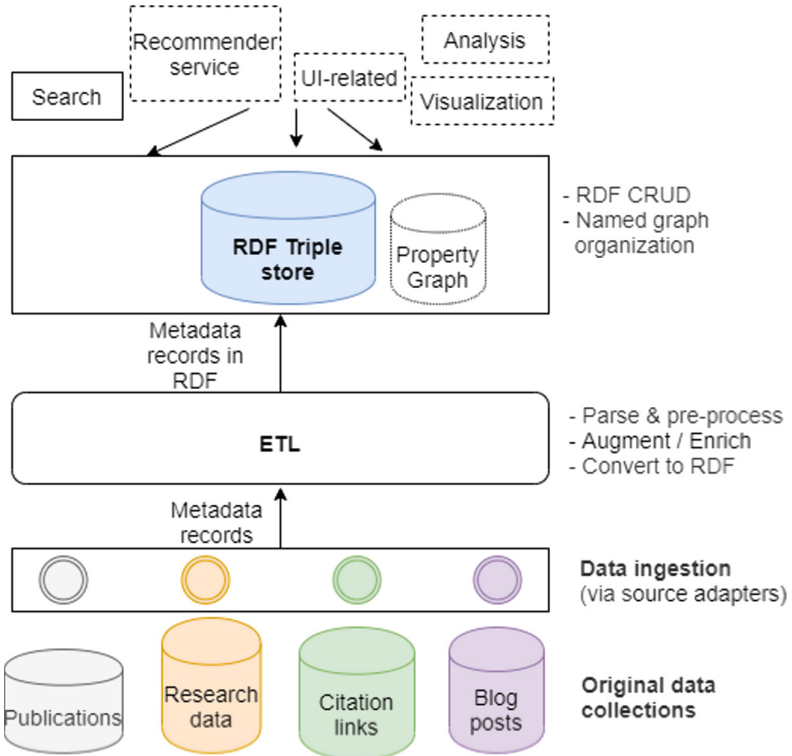 Recommender
service
Analysis
Search
UI-related
Visualization
RDF Triple
store
Property
Graph
- RDF CRUD
- Named graph
organization
Metadata
records in
RDF
ETL
- Parse & pre-process
- Augment / Enrich
- Convert to RDF
Metadata
records
Data ingestion
(via source adapters)
Publications
Research
data
Citation
links
Blog
posts
Original data
collections